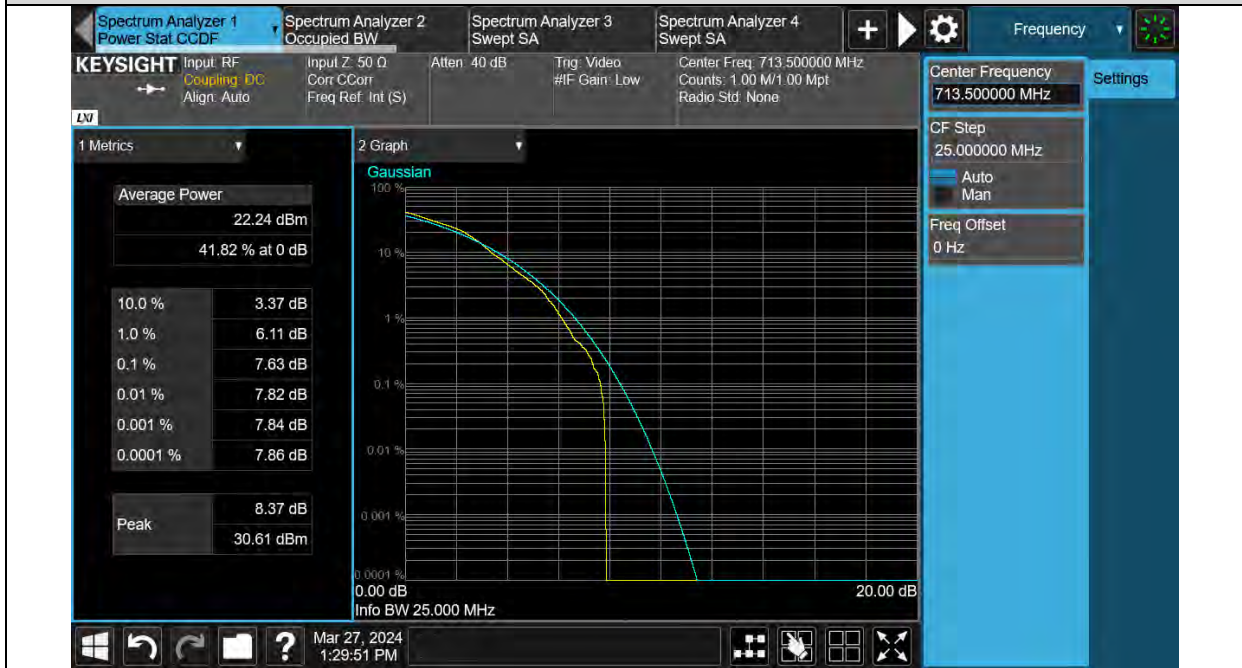 Spectrum Analyzer 1
Power Stat CCDF
Spectrum Analyzer 2
Occupied BW
Spectrum Analyzer 3
Swept SA
Spectrum Analyzer 4
Swept SA
+
Frequency
KEYSIGHT
LXI
Input: RF
Coupling: DC
Align: Auto
Input Z: 50 Ω
Corr CCorr
Freq Ref: Int (S)
Atten: 40 dB
Trig: Video
#IF Gain: Low
Center Freq: 713.500000 MHz
Counts: 1.00 M/1.00 Mpt
Radio Std: None
Center Frequency
713.500000 MHz
Settings
CF Step
25.000000 MHz
Auto
Man
Freq Offset
0 Hz
1 Metrics
Average Power
22.24 dBm
41.82 % at 0 dB
10.0 % 3.37 dB
1.0 % 6.11 dB
0.1 % 7.63 dB
0.01 % 7.82 dB
0.001 % 7.84 dB
0.0001 % 7.86 dB
Peak
8.37 dB
30.61 dBm
2 Graph
Gaussian
100 %
10 %
1 %
0.1 %
0.01 %
0.001 %
0.0001 %
0.00 dB
20.00 dB
Info BW 25.000 MHz
?
Mar 27, 2024
1:29:51 PM